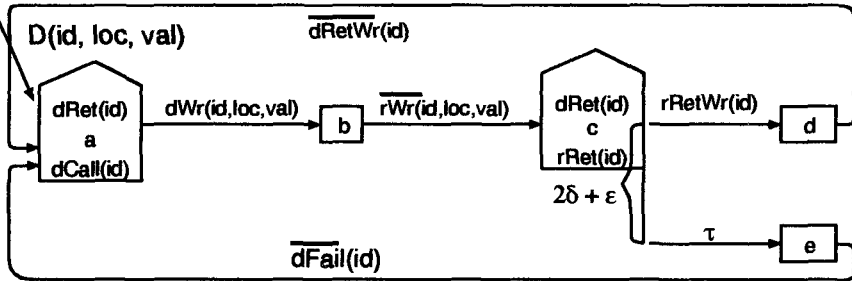 D(id, loc, val)
dRetWr(id)
dRet(id)
a
dCall(id)
dWr(id,loc,val)
b
rWr(id,loc,val)
dRet(id)
c
rRet(id)
rRetWr(id)
d
2δ + ε
τ
e
dFail(id)